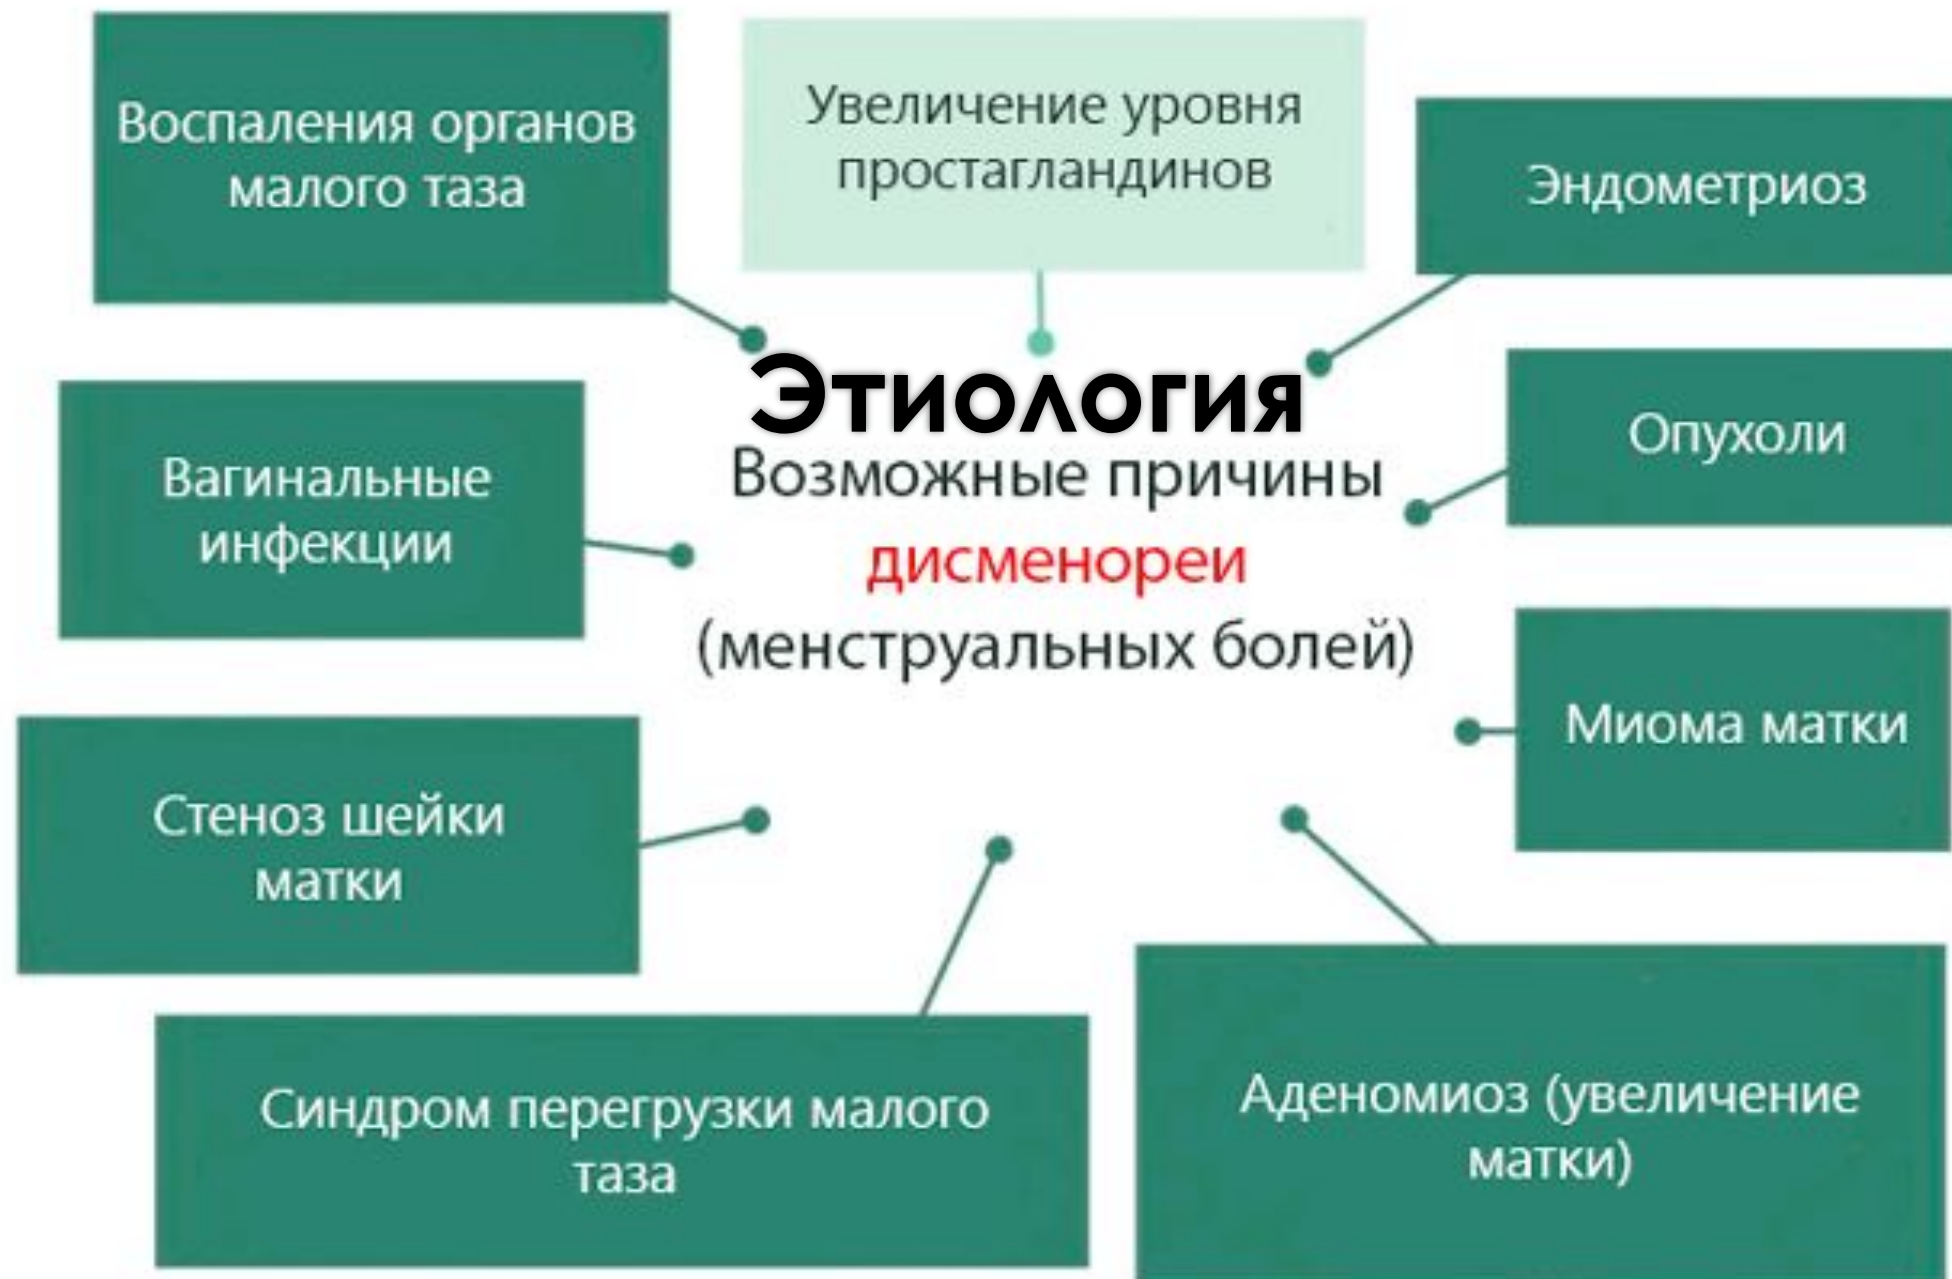 Воспаления органов
малого таза
Увеличение уровня
простагландинов
Эндометриоз
Этиология
Возможные причины
дисменореи
(менструальных болей)
Опухоли
Вагинальные
инфекции
Миома матки
Стеноз шейки
матки
Синдром перегрузки малого
таза
Аденомиоз (увеличение
матки)